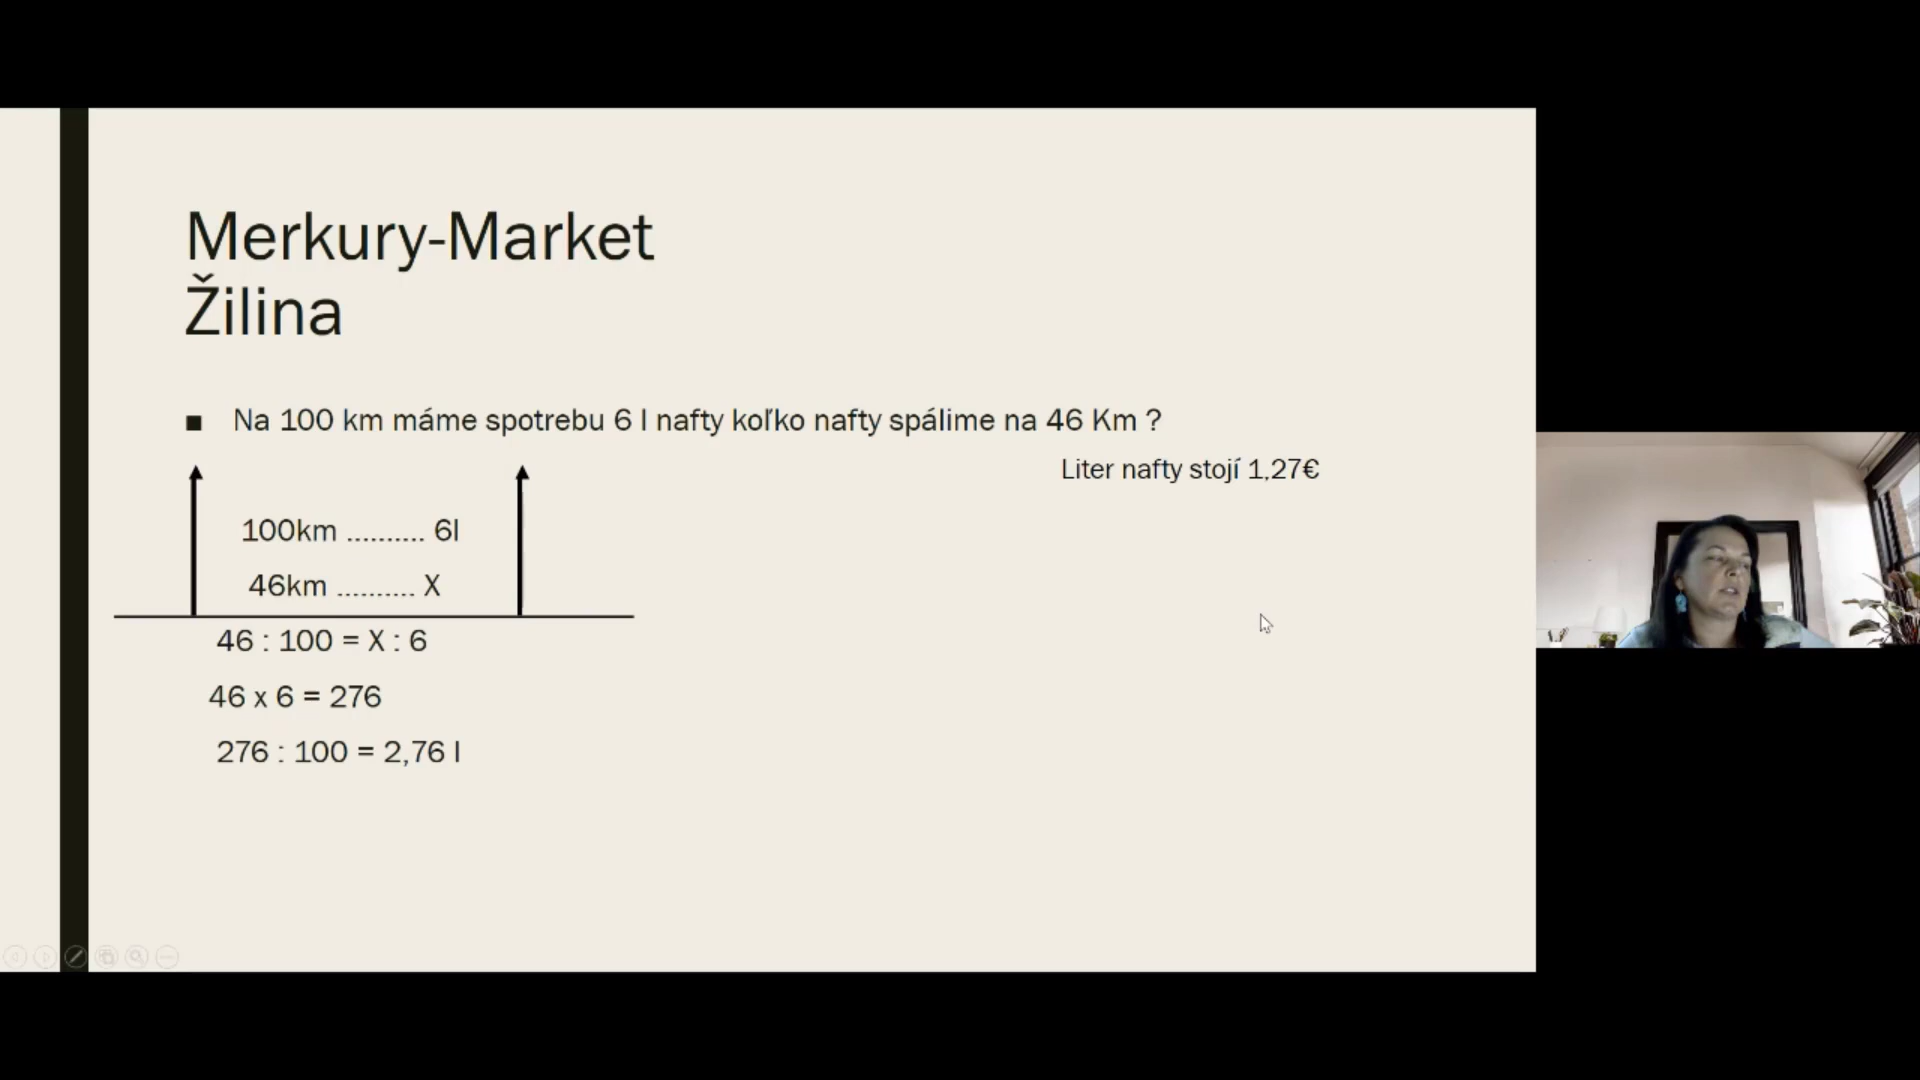 Merkury-Market
Žilina
■ Na 100 km máme spotrebu 6 l nafty koľko nafty spálime na 46 Km ?
Liter nafty stojí 1,27€
100km .......... 6l
46km .......... X
46 : 100 = X : 6
46 x 6 = 276
276 : 100 = 2,76 l